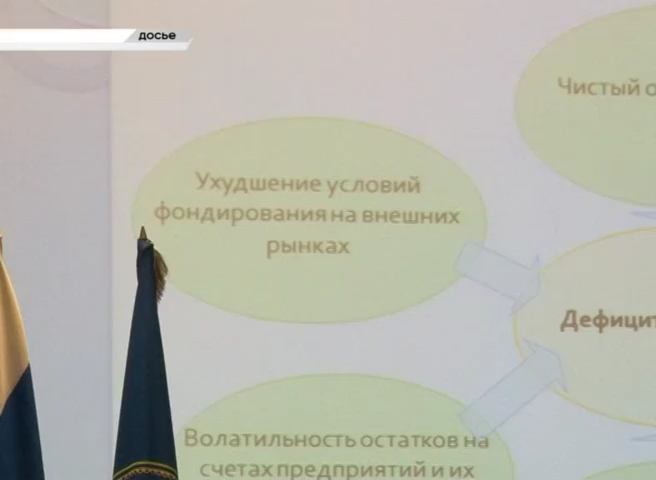 досье
Чистый о
Ухудшение условий
фондирования на внешних
рынках
Дефицит
Волатильность остатков на
счетах предприятий и их